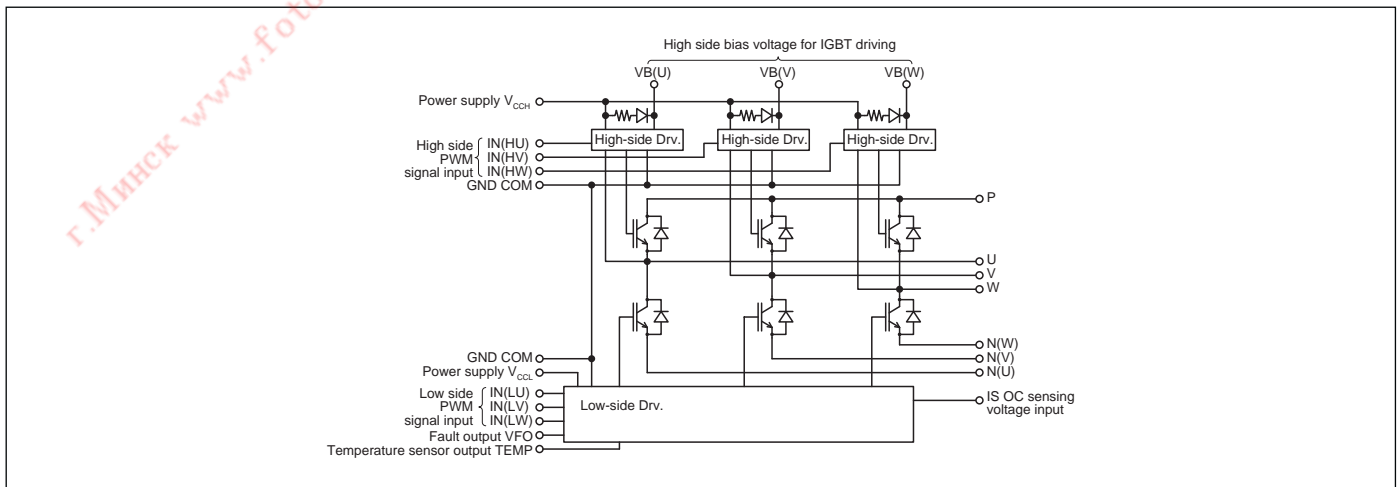 г.Минск www.foto
High side bias voltage for IGBT driving
VB(U) VB(V) VB(W)
Power supply VCCH
High-side Drv. High-side Drv. High-side Drv.
High side IN(HU)
PWM IN(HV)
signal input IN(HW)
GND COM
P
U
V
W
N(W)
GND COM N(V)
Power supply VCCL N(U)
Low side IN(LU)
PWM IN(LV)
signal input IN(LW)
Low-side Drv.
IS OC sensing
voltage input
Fault output VFO
Temperature sensor output TEMP